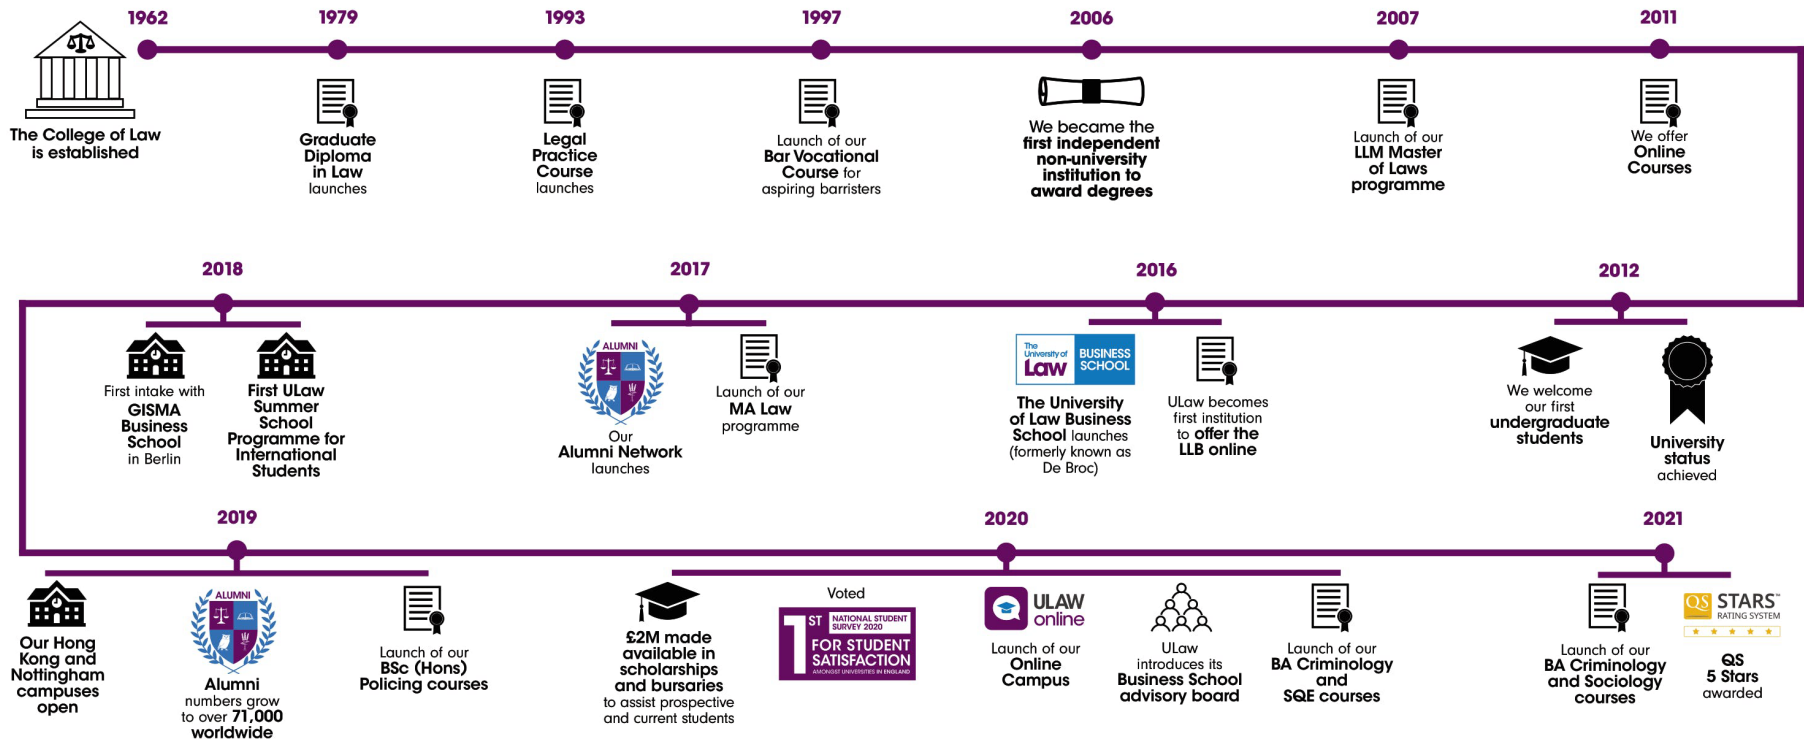 1962
The College of Law
is established
1979
Graduate
Diploma
in Law
launches
1993
Legal
Practice
Course
launches
1997
Launch of our
Bar Vocational
Course for
aspiring barristers
2006
We became the
first independent
non-university
institution to
award degrees
2007
Launch of our
LLM Master
of Laws
programme
2011
We offer
Online
Courses
2018
First intake with
GISMA
Business
School
in Berlin
First ULaw
Summer
School
Programme for
International
Students
2017
ALUMNI
Our
Alumni Network
launches
Launch of our
MA Law
programme
2016
The
University of
Law
BUSINESS
SCHOOL
The University
of Law Business
School launches
(formerly known as
De Broc)
ULaw becomes
first institution
to offer the
LLB online
2012
We welcome
our first
undergraduate
students
University
status
achieved
2019
Our Hong
Kong and
Nottingham
campuses
open
ALUMNI
Alumni
numbers grow
to over 71,000
worldwide
Launch of our
BSc (Hons)
Policing courses
2020
£2M made
available in
scholarships
and bursaries
to assist prospective
and current students
Voted
1ST
NATIONAL STUDENT
SURVEY 2020
FOR STUDENT
SATISFACTION
AMONGST UNIVERSITIES IN ENGLAND
ULAW
online
Launch of our
Online
Campus
ULaw
introduces its
Business School
advisory board
Launch of our
BA Criminology
and
SQE courses
2021
Launch of our
BA Criminology
and Sociology
courses
QS STARS™
RATING SYSTEM
QS
5 Stars
awarded